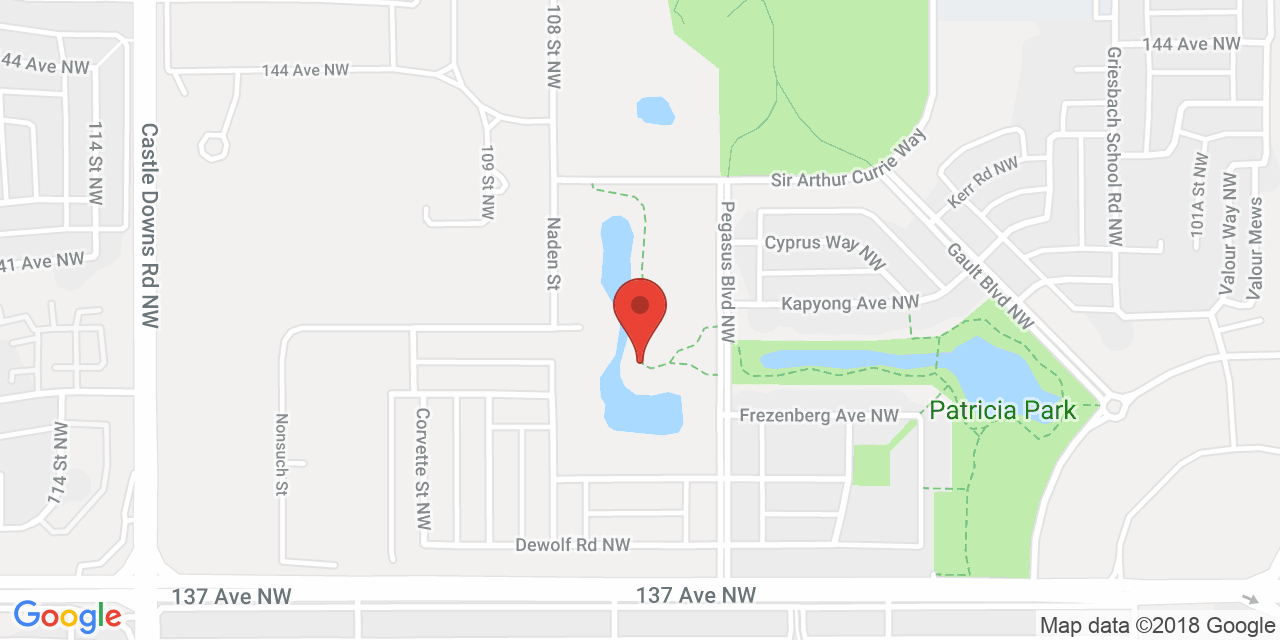 108 St NW
144 Ave NW
144 Ave NW
44 Ave NW
Griesbach School Rd NW
114 St NW
Castle Downs Rd NW
109 St NW
Sir Arthur Currie Way
Kerr Rd NW
101A St NW
Valour Way NW
Valour Mews
Naden St
Pegasus Blvd NW
Cyprus Way NW
Gault Blvd NW
41 Ave NW
Kapyong Ave NW
Nonsuch St
Corvette St NW
Frezenberg Ave NW
Patricia Park
114 St NW
Dewolf Rd NW
137 Ave NW
137 Ave NW
Google
Map data ©2018 Google